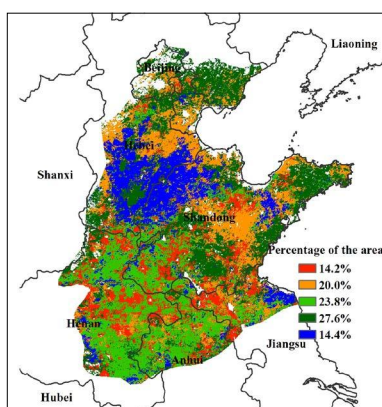 Liaoning
Beijing
Hebei
Shanxi
Shandong
Percentage of the area
14.2%
20.0%
23.8%
27.6%
14.4%
Henan
Jiangsu
Anhui
Hubei